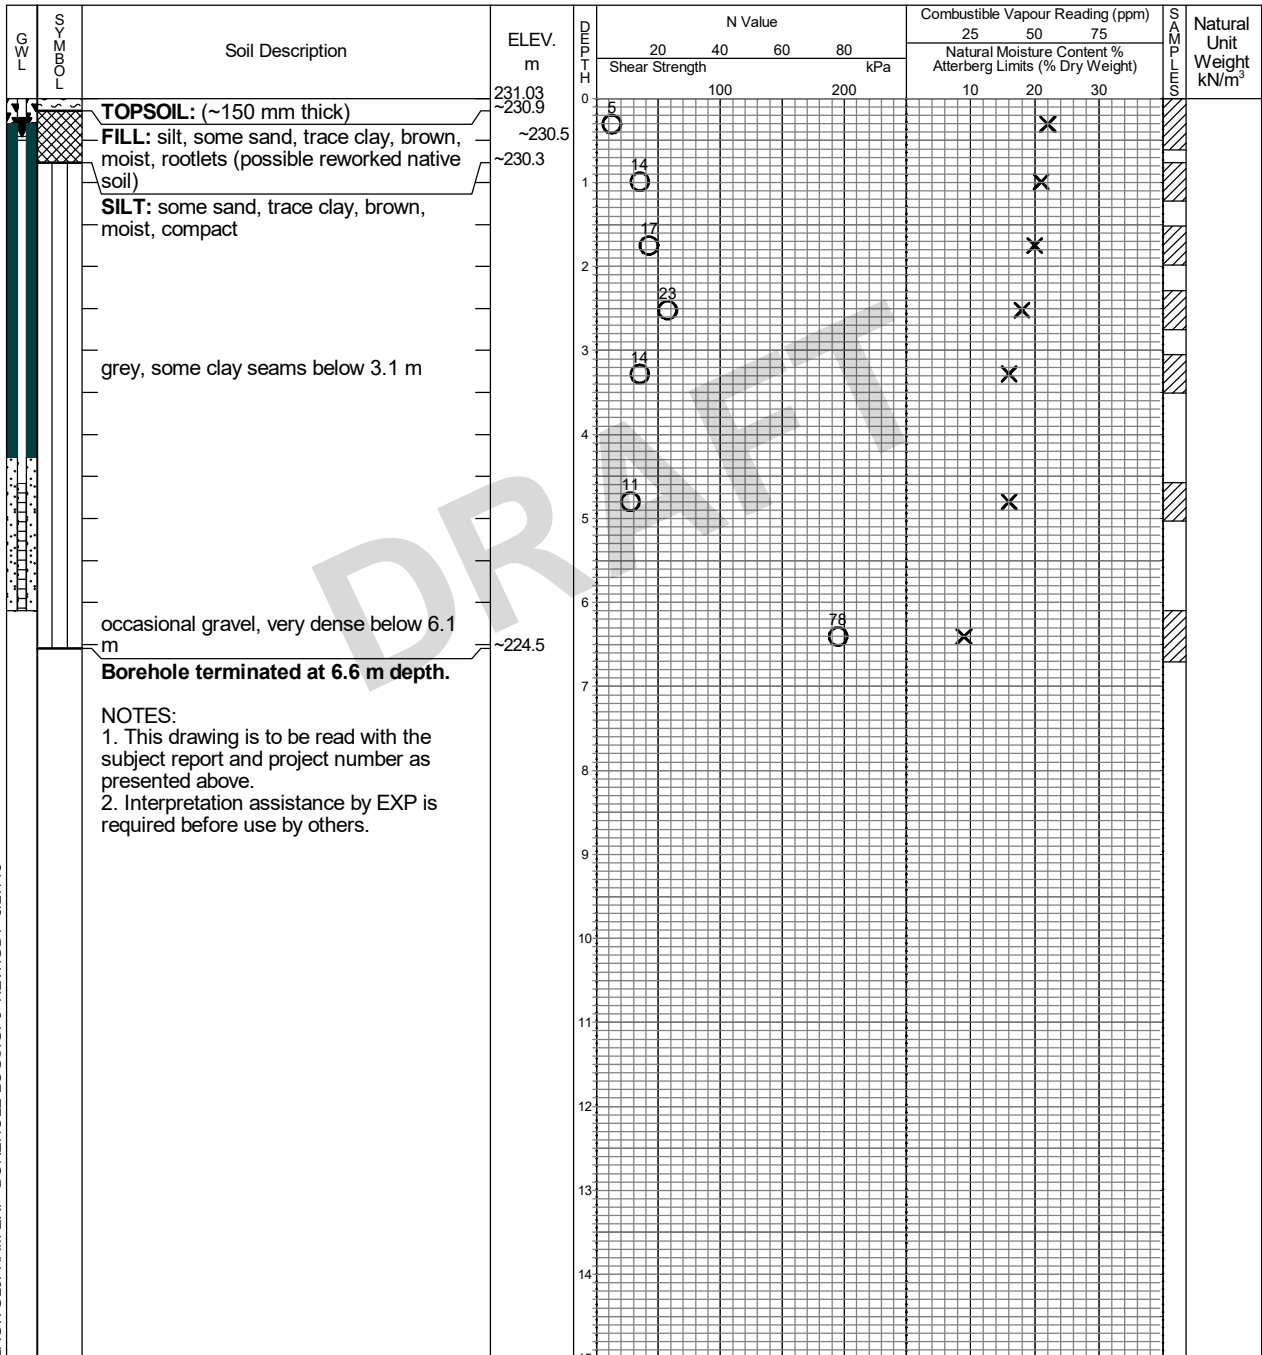 GWL
SYMBOL
Soil Description
ELEV.
m
DEPTH
N Value
20 40 60 80
Shear Strength kPa
100 200
Combustible Vapour Reading (ppm)
25 50 75
Natural Moisture Content %
Atterberg Limits (% Dry Weight)
10 20 30
SAMPLES
Natural
Unit
Weight
kN/m³
231.03
0
TOPSOIL: (~150 mm thick)
~230.9
5
FILL: silt, some sand, trace clay, brown,
~230.5
moist, rootlets (possible reworked native
~230.3
soil)
14
1
SILT: some sand, trace clay, brown,
moist, compact
17
2
23
3
grey, some clay seams below 3.1 m
14
4
11
5
6
occasional gravel, very dense below 6.1
m
78
~224.5
Borehole terminated at 6.6 m depth.
7
NOTES:
1. This drawing is to be read with the
subject report and project number as
presented above.
2. Interpretation assistance by EXP is
required before use by others.
8
9
10
11
12
13
14
DRAFT